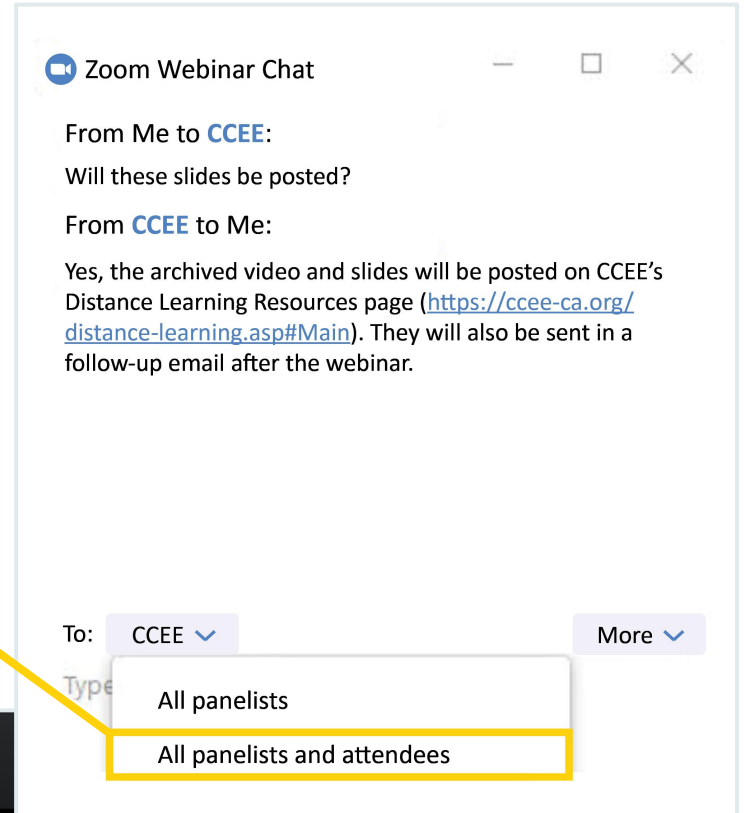 Zoom Webinar Chat
From Me to CCEE:
Will these slides be posted?
From CCEE to Me:
Yes, the archived video and slides will be posted on CCEE’s
Distance Learning Resources page (https://ccee-ca.org/
distance-learning.asp#Main). They will also be sent in a
follow-up email after the webinar.
To: CCEE More
Type
All panelists
All panelists and attendees